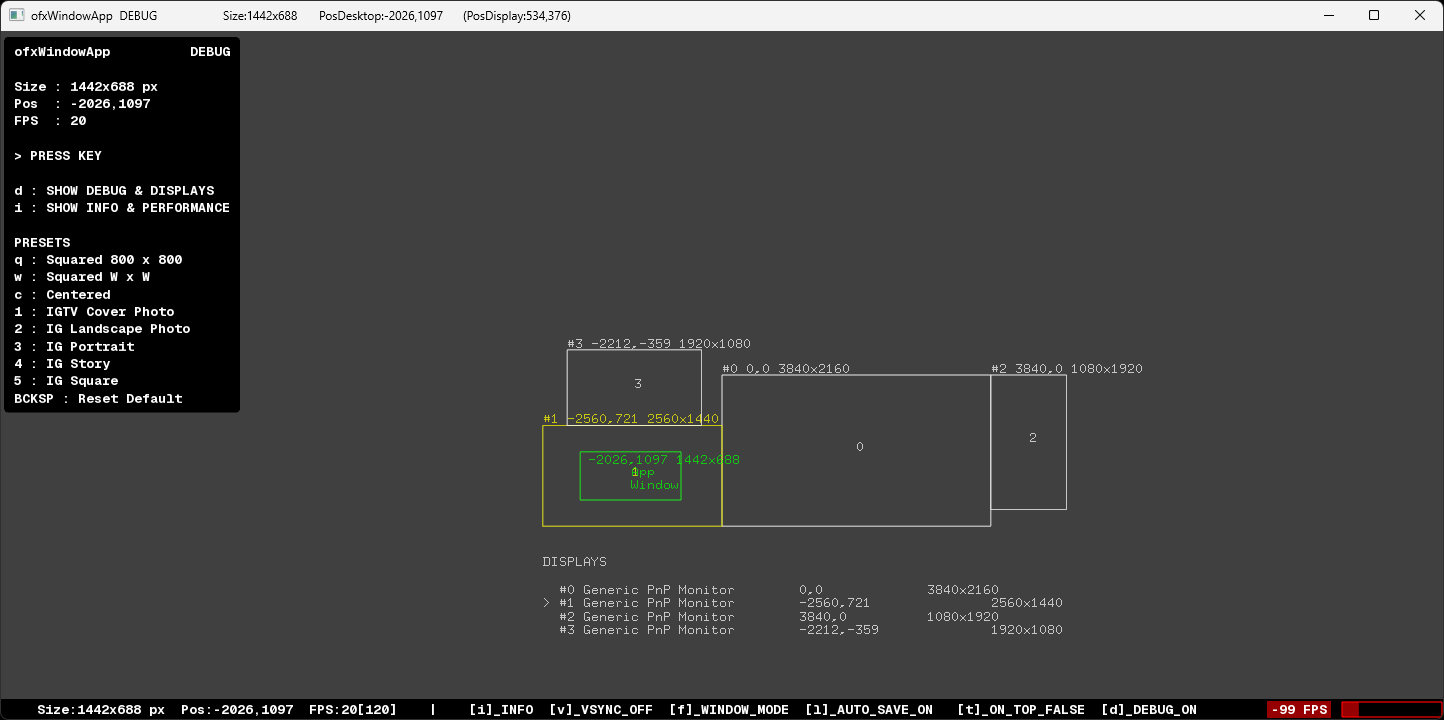 ofxWindowApp  DEBUG  Size:1442x688  PosDesktop:-2026,1097  (PosDisplay:534,376)
ofxWindowApp  DEBUG
Size : 1442x688 px
Pos  : -2026,1097
FPS  : 20
> PRESS KEY
d : SHOW DEBUG & DISPLAYS
i : SHOW INFO & PERFORMANCE
PRESETS
q : Squared 800 x 800
w : Squared W x W
c : Centered
1 : IGTV Cover Photo
2 : IG Landscape Photo
3 : IG Portrait
4 : IG Story
5 : IG Square
BCKSP : Reset Default
#3 -2212,-359 1920x1080
3
#0 0,0 3840x2160
#2 3840,0 1080x1920
#1 -2560,721 2560x1440
2
0
-2026,1097 1442x688
1
App
Window
DISPLAYS
#0 Generic PnP Monitor  0,0  3840x2160
> #1 Generic PnP Monitor  -2560,721  2560x1440
#2 Generic PnP Monitor  3840,0  1080x1920
#3 Generic PnP Monitor  -2212,-359  1920x1080
Size:1442x688 px  Pos:-2026,1097  FPS:20[120]  |  [i]_INFO  [v]_VSYNC_OFF  [f]_WINDOW_MODE  [l]_AUTO_SAVE_ON  [t]_ON_TOP_FALSE  [d]_DEBUG_ON  -99 FPS